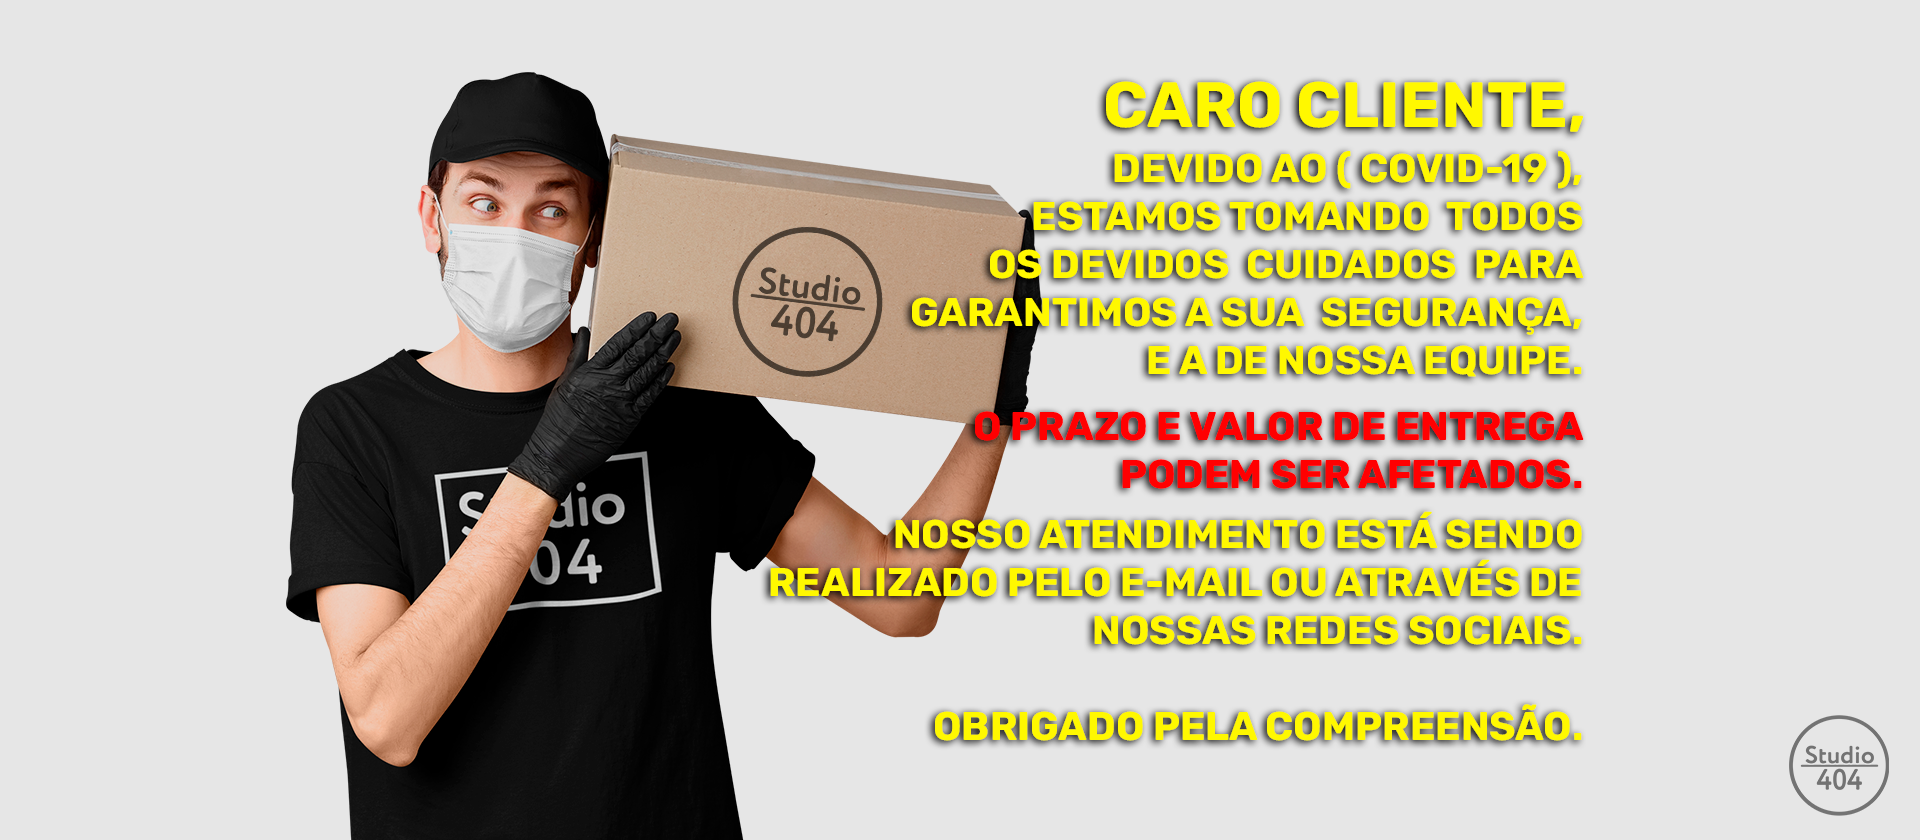 CARO CLIENTE,
DEVIDO AO ( COVID-19 ),
ESTAMOS TOMANDO TODOS
OS DEVIDOS CUIDADOS PARA
GARANTIMOS A SUA SEGURANÇA,
E A DE NOSSA EQUIPE.
O PRAZO E VALOR DE ENTREGA
PODEM SER AFETADOS.
NOSSO ATENDIMENTO ESTÁ SENDO
REALIZADO PELO E-MAIL OU ATRAVÉS DE
NOSSAS REDES SOCIAIS.
OBRIGADO PELA COMPREENSÃO.
Studio
404
Studio
404
Studio
404